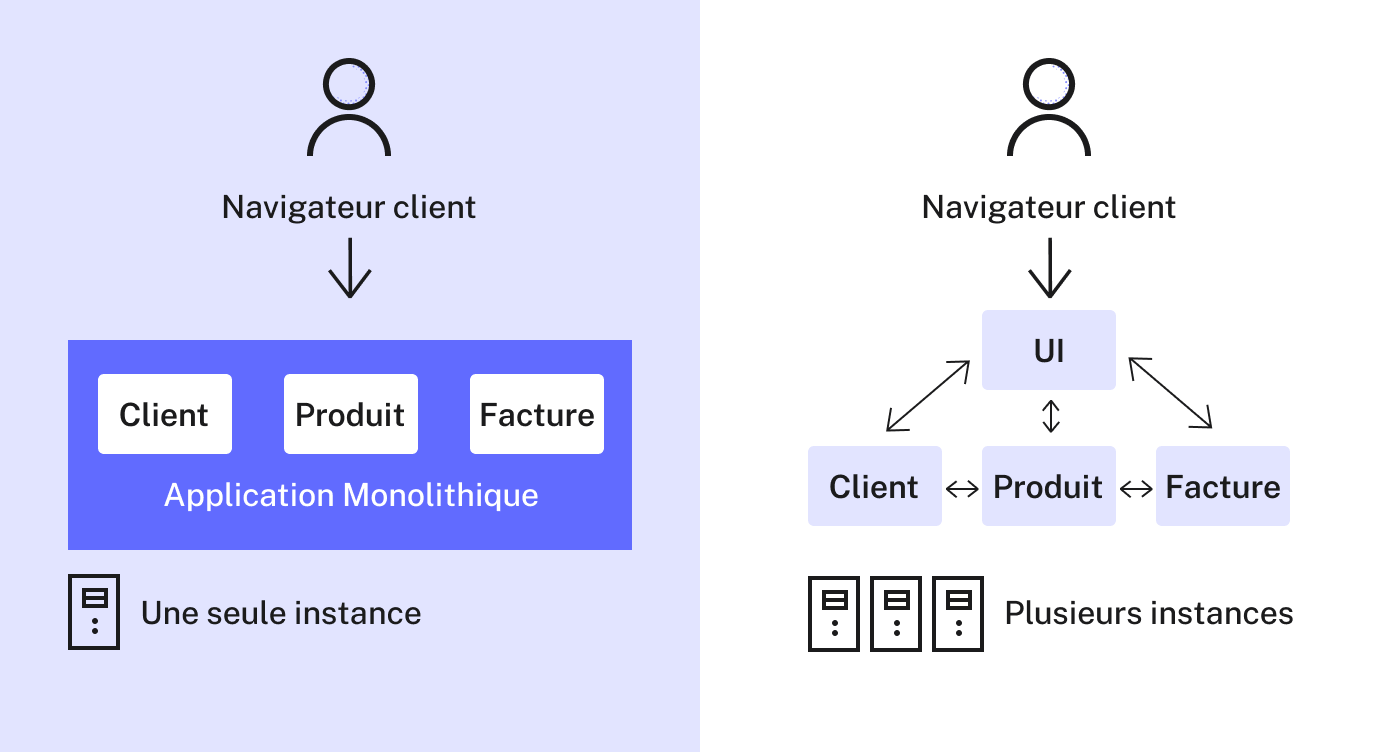 Navigateur client
Client
Produit
Facture
Application Monolithique
Une seule instance
Navigateur client
UI
Client
Produit
Facture
Plusieurs instances